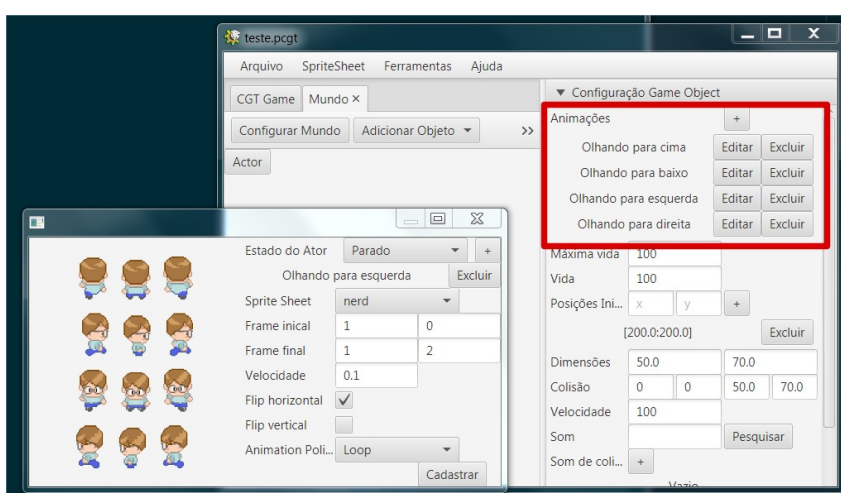 teste.pcgt
Arquivo SpriteSheet Ferramentas Ajuda
CGT Game Mundo ×
Configurar Mundo Adicionar Objeto >>
Actor
Configuração Game Object
Animações +
Olhando para cima Editar Excluir
Olhando para baixo Editar Excluir
Olhando para esquerda Editar Excluir
Olhando para direita Editar Excluir
Máxima vida 100
Vida 100
Posições Ini... x y +
[200.0:200.0] Excluir
Dimensões 50.0 70.0
Colisão 0 0 50.0 70.0
Velocidade 100
Som Pesquisar
Som de coli... +
Vazio
Estado do Ator Parado +
Olhando para esquerda Excluir
Sprite Sheet nerd
Frame inical 1 0
Frame final 1 2
Velocidade 0.1
Flip horizontal
Flip vertical
Animation Poli... Loop
Cadastrar